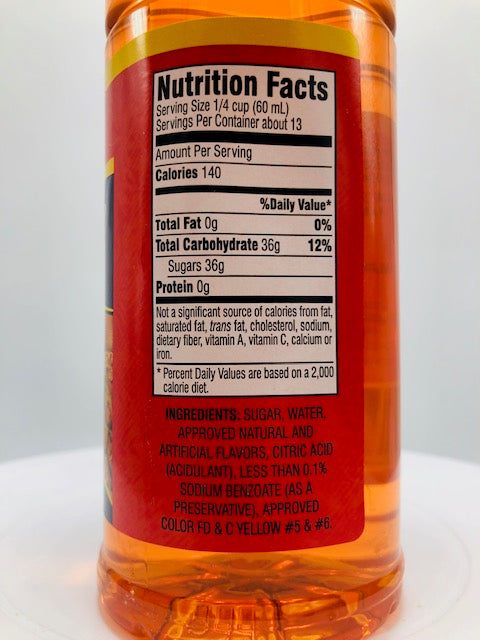 Nutrition Facts
Serving Size 1/4 cup (60 mL)
Servings Per Container about 13
Amount Per Serving
Calories 140
%Daily Value*
Total Fat 0g 0%
Total Carbohydrate 36g 12%
Sugars 36g
Protein 0g
Not a significant source of calories from fat,
saturated fat, trans fat, cholesterol, sodium,
dietary fiber, vitamin A, vitamin C, calcium or
iron.
* Percent Daily Values are based on a 2,000
calorie diet.
INGREDIENTS: SUGAR, WATER,
APPROVED NATURAL AND
ARTIFICIAL FLAVORS, CITRIC ACID
(ACIDULANT), LESS THAN 0.1%
SODIUM BENZOATE (AS A
PRESERVATIVE), APPROVED
COLOR FD & C YELLOW #5 & #6.